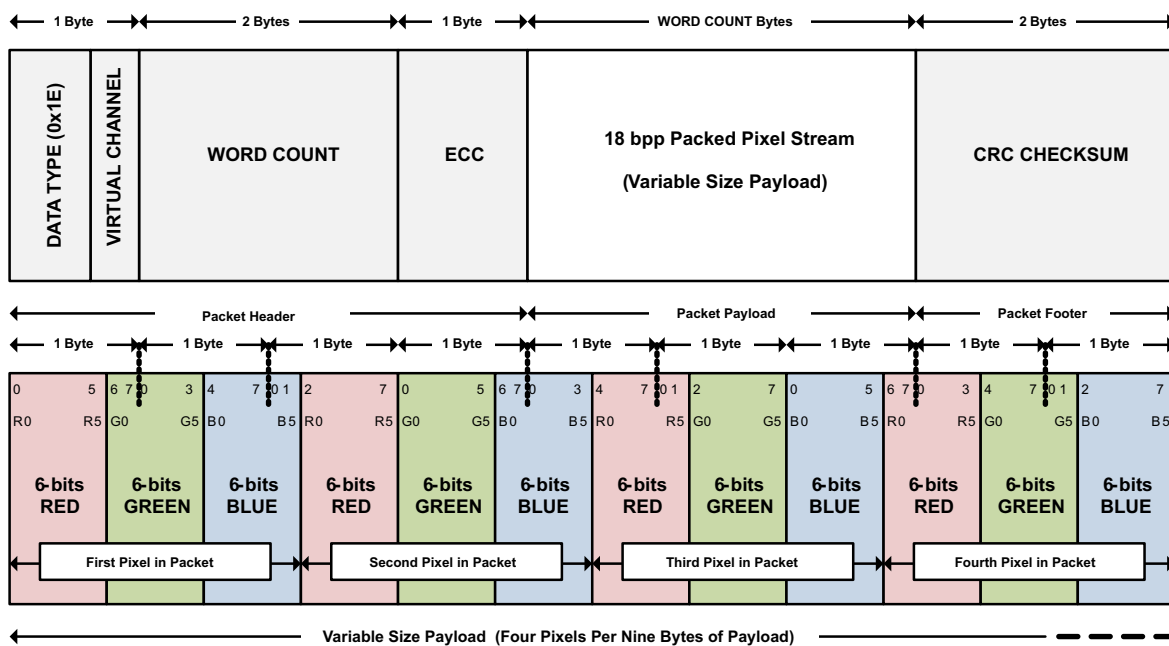 1 Byte 2 Bytes 1 Byte WORD COUNT Bytes 2 Bytes
DATA TYPE (0x1E)
VIRTUAL CHANNEL
WORD COUNT
ECC
18 bpp Packed Pixel Stream
(Variable Size Payload)
CRC CHECKSUM
Packet Header Packet Payload Packet Footer
1 Byte 1 Byte 1 Byte 1 Byte 1 Byte 1 Byte 1 Byte 1 Byte 1 Byte
0 5 6 7 0 3 4 7 0 1 2 7 0 5 6 7 0 3 4 7 0 1 2 7 0 5 6 7 0 3 4 7 0 1 2 7
R0 R5 G0 G5 B0 B5 R0 R5 G0 G5 B0 B5 R0 R5 G0 G5 B0 B5 R0 R5 G0 G5 B0 B5
6-bits 6-bits 6-bits 6-bits 6-bits 6-bits 6-bits 6-bits 6-bits 6-bits 6-bits 6-bits
RED GREEN BLUE RED GREEN BLUE RED GREEN BLUE RED GREEN BLUE
First Pixel in Packet Second Pixel in Packet Third Pixel in Packet Fourth Pixel in Packet
Variable Size Payload (Four Pixels Per Nine Bytes of Payload)